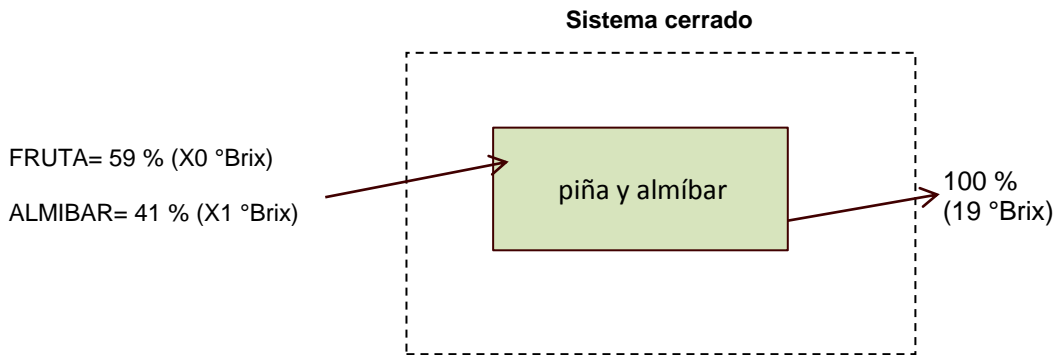 Sistema cerrado
FRUTA= 59 % (X0 °Brix)
ALMIBAR= 41 % (X1 °Brix)
piña y almíbar
100 %
(19 °Brix)